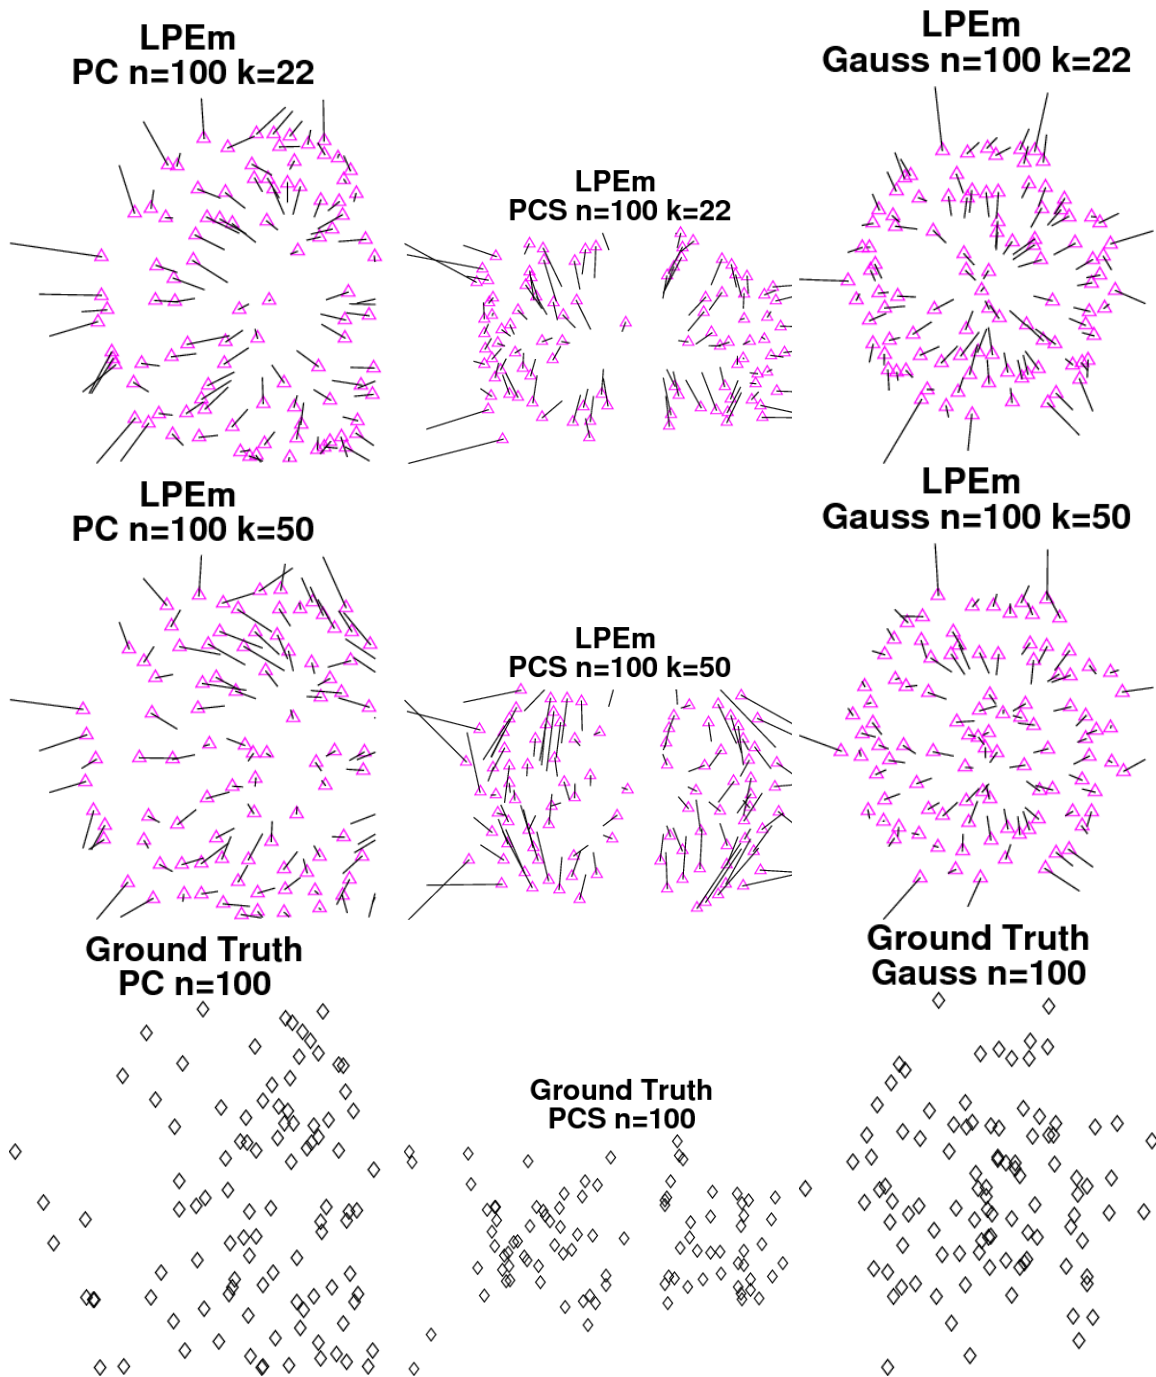 LPEm
PC n=100 k=22
LPEm
PCS n=100 k=22
LPEm
Gauss n=100 k=22
LPEm
PC n=100 k=50
LPEm
PCS n=100 k=50
LPEm
Gauss n=100 k=50
Ground Truth
PC n=100
Ground Truth
PCS n=100
Ground Truth
Gauss n=100